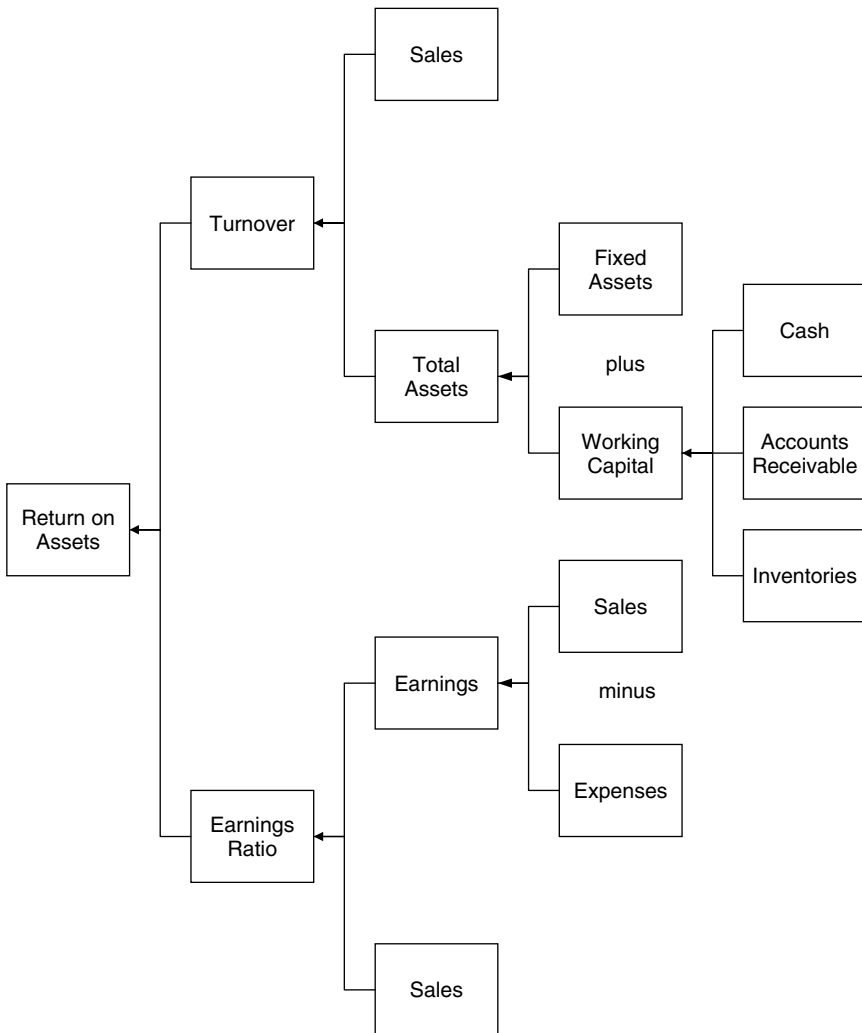 Sales
Turnover
Fixed
Assets
Cash
Total
Assets
plus
Working
Capital
Accounts
Receivable
Return on
Assets
Inventories
Sales
Earnings
minus
Expenses
Earnings
Ratio
Sales